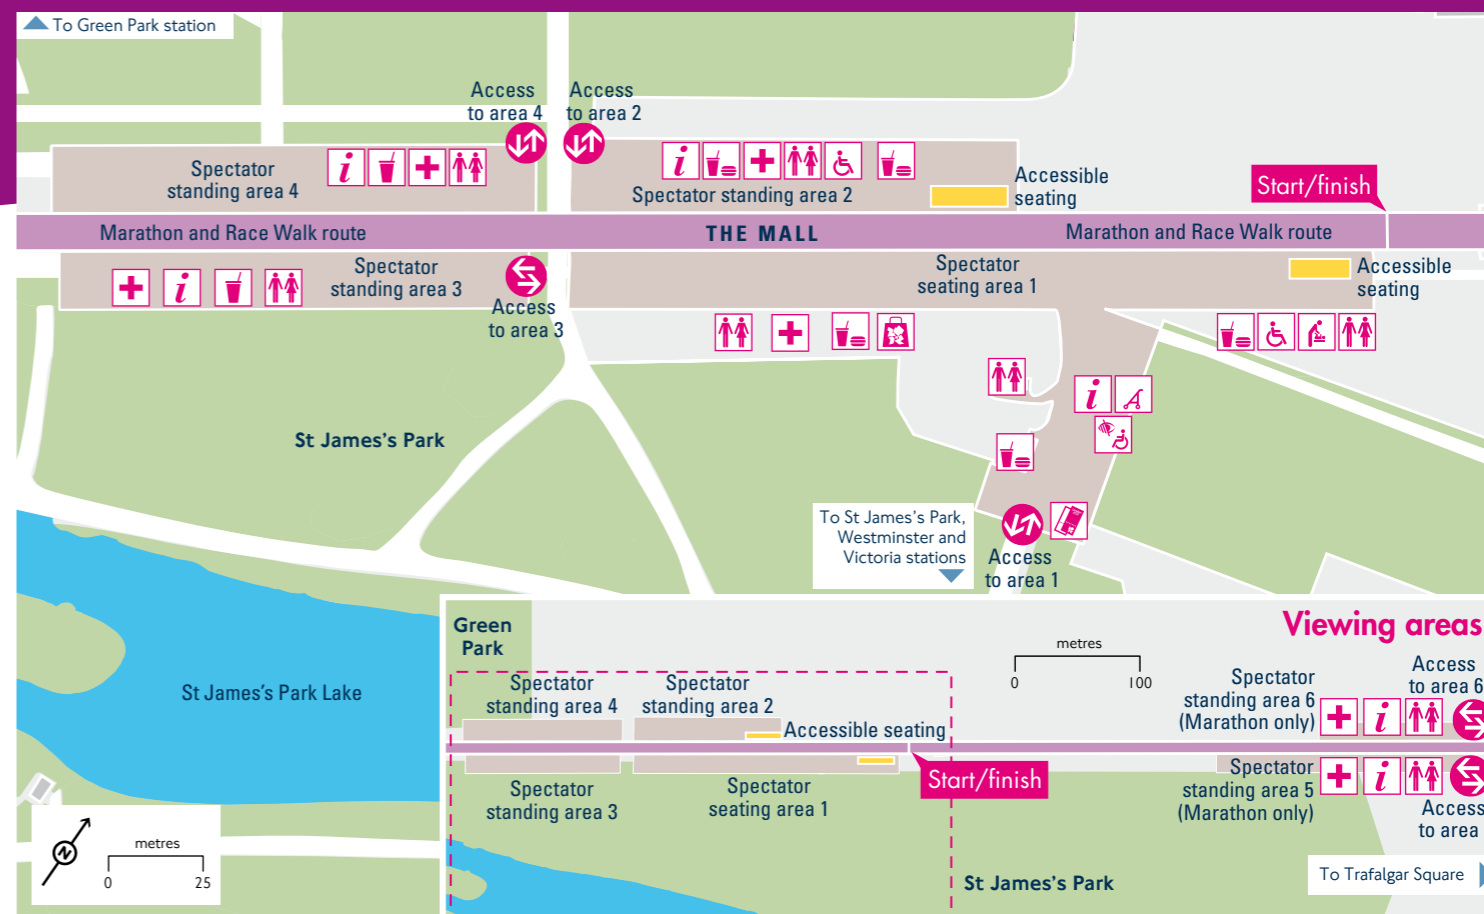 To Green Park station
Access
to area 4
Access
to area 2
Spectator
standing area 4
Spectator standing area 2
Accessible
seating
Start/finish
Marathon and Race Walk route
THE MALL
Marathon and Race Walk route
Spectator
standing area 3
Access
to area 3
Spectator
seating area 1
Accessible
seating
St James's Park
To St James's Park,
Westminster and
Victoria stations
Access
to area 1
St James's Park Lake
N
metres
0 25
Viewing areas
Green
Park
metres
0 100
Spectator
standing area 4
Spectator
standing area 2
Accessible seating
Spectator
standing area 6
(Marathon only)
Access
to area 6
Start/finish
Spectator
standing area 3
Spectator
seating area 1
Spectator
standing area 5
(Marathon only)
Access
to area
To Trafalgar Square
St James's Park